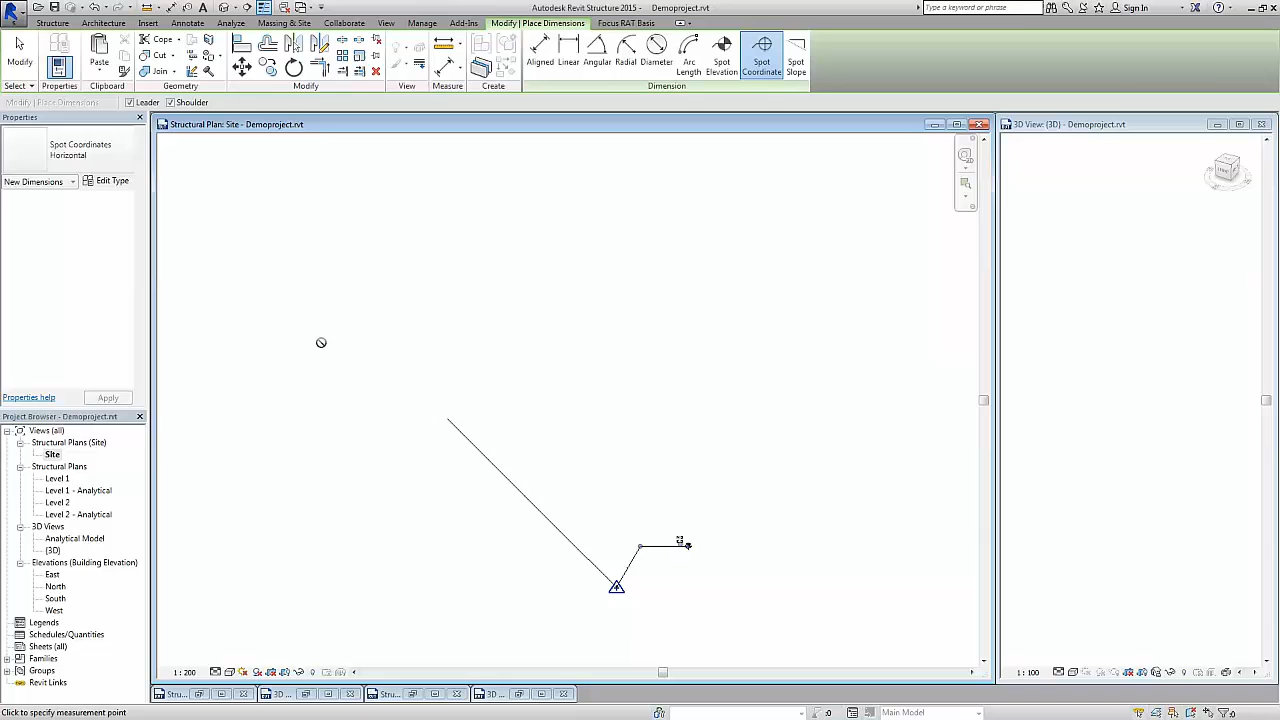 Autodesk Revit Structure 2015 - Demoproject.rvt
Type a keyword or phrase
Sign In
Structure Architecture Insert Annotate Analyze Massing & Site Collaborate View Manage Add-Ins Modify | Place Dimensions Focus RAT Basis
Modify Paste Cope Cut Join Aligned Linear Angular Radial Diameter Arc Length Spot Elevation Spot Coordinate Spot Slope
Select Properties Clipboard Geometry Modify View Measure Create Dimension
Modify | Place Dimensions Leader Shoulder
Properties
Spot Coordinates
Horizontal
New Dimensions Edit Type
Properties help Apply
Project Browser - Demoproject.rvt
Views (all)
Structural Plans (Site)
Site
Structural Plans
Level 1
Level 1 - Analytical
Level 2
Level 2 - Analytical
3D Views
Analytical Model
{3D}
Elevations (Building Elevation)
East
North
South
West
Legends
Schedules/Quantities
Sheets (all)
Families
Groups
Revit Links
Structural Plan: Site - Demoproject.rvt
3D View: {3D} - Demoproject.rvt
1 : 200
1 : 100
Stru... 3D ... Stru... 3D ...
Click to specify measurement point
:0
Main Model
:0